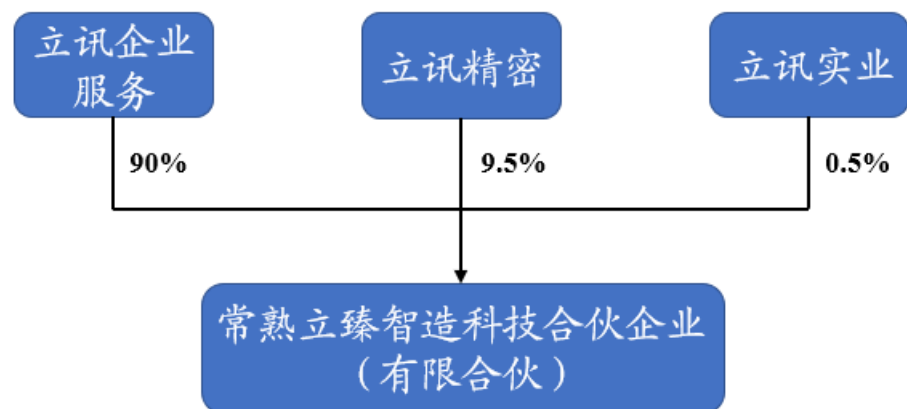 立讯企业
服务
立讯精密
立讯实业
90%
9.5%
0.5%
常熟立臻智造科技合伙企业
（有限合伙）